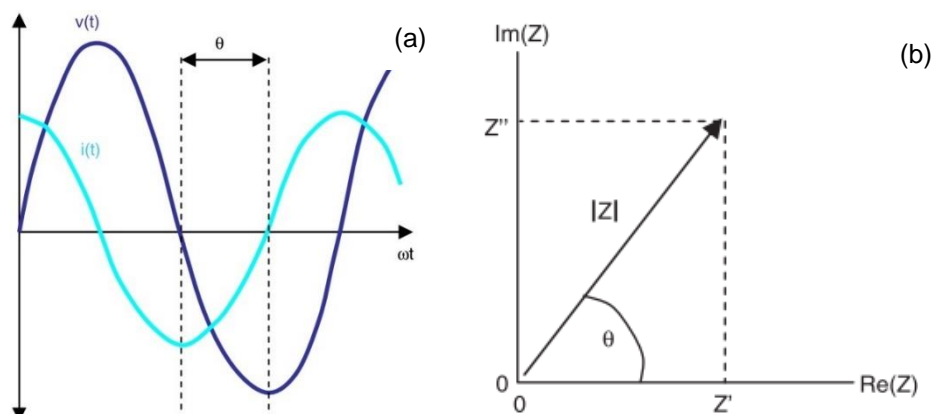 v(t)
θ
(a)
i(t)
ωt
Im(Z)
(b)
Z''
|Z|
θ
0
0
Z'
Re(Z)